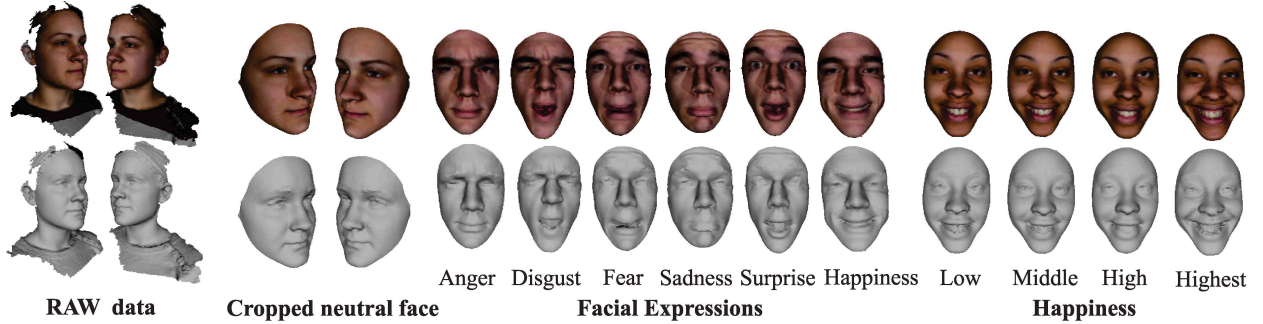 Anger Disgust Fear Sadness Surprise Happiness Low Middle High Highest
RAW data Cropped neutral face Facial Expressions Happiness